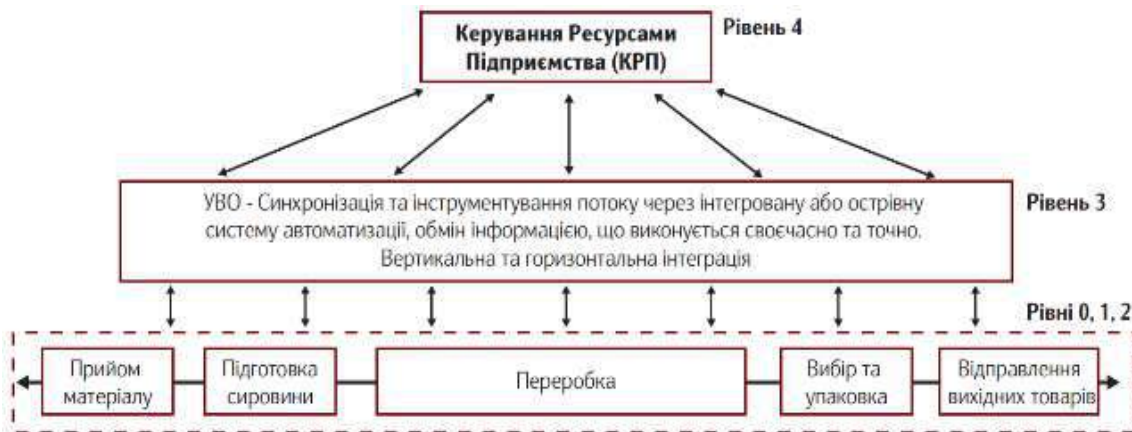 Керування Ресурсами
Підприємства (КРП)
Рівень 4
УВО - Синхронізація та інструментування потоку через інтегровану або острівну
систему автоматизації, обмін інформацією, що виконується своєчасно та точно.
Вертикальна та горизонтальна інтеграція
Рівень 3
Рівні 0, 1, 2
Прийом
матеріалу
Підготовка
сировини
Переробка
Вибір та
упаковка
Відправлення
вихідних товарів